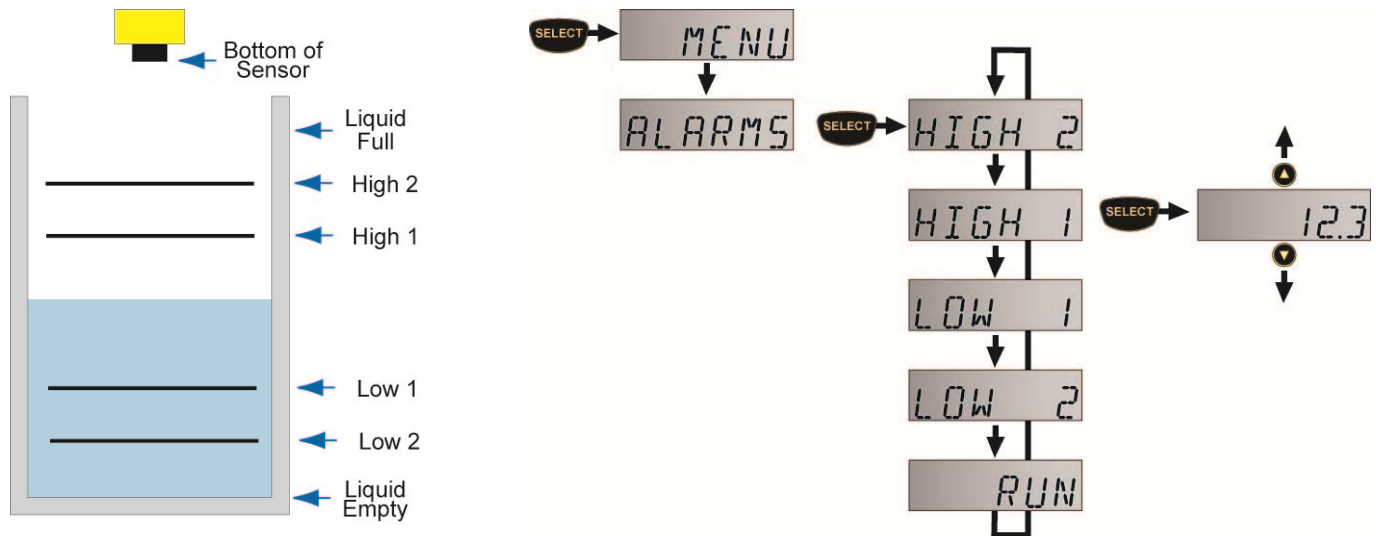 Bottom of
Sensor
Liquid
Full
High 2
High 1
Low 1
Low 2
Liquid
Empty
SELECT
MENU
ALARMS
SELECT
HIGH 2
HIGH 1
LOW 1
LOW 2
RUN
SELECT
12.3